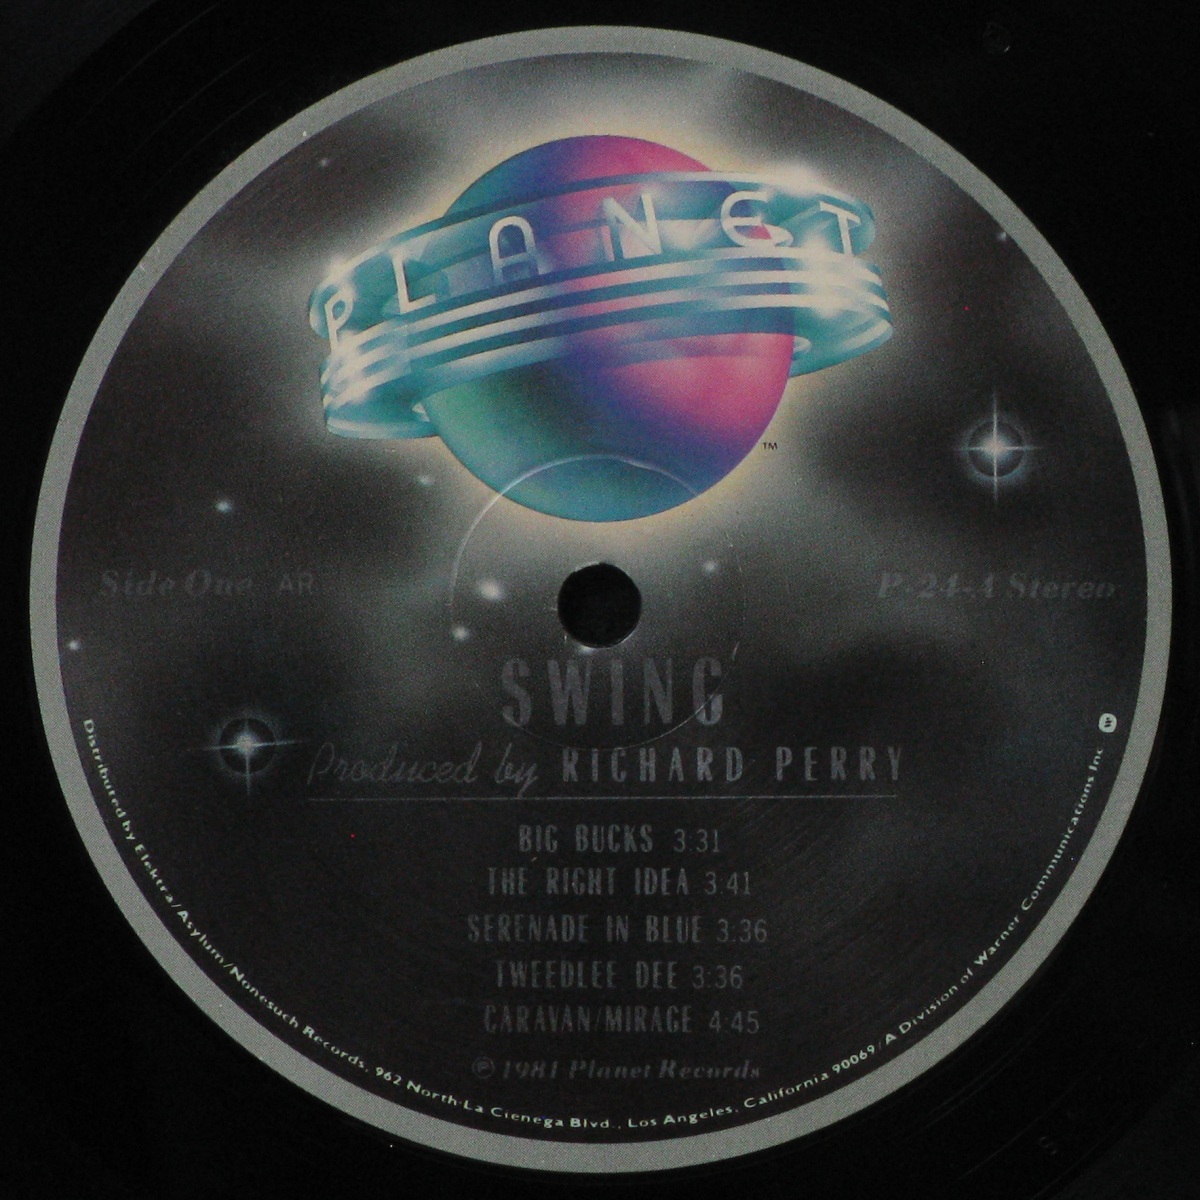 PLANET
TM
Side One AR
P-24-A Stereo
SWING
Produced by RICHARD PERRY
BIG BUCKS 3:31
THE RIGHT IDEA 3:41
SERENADE IN BLUE 3:36
TWEEDLEE DEE 3:36
CARAVAN/MIRAGE 4:45
℗ 1981 Planet Records
Distributed by Elektra/Asylum/Nonesuch Records, 962 North La Cienega Blvd., Los Angeles, California 90069/A Division of Warner Communications Inc